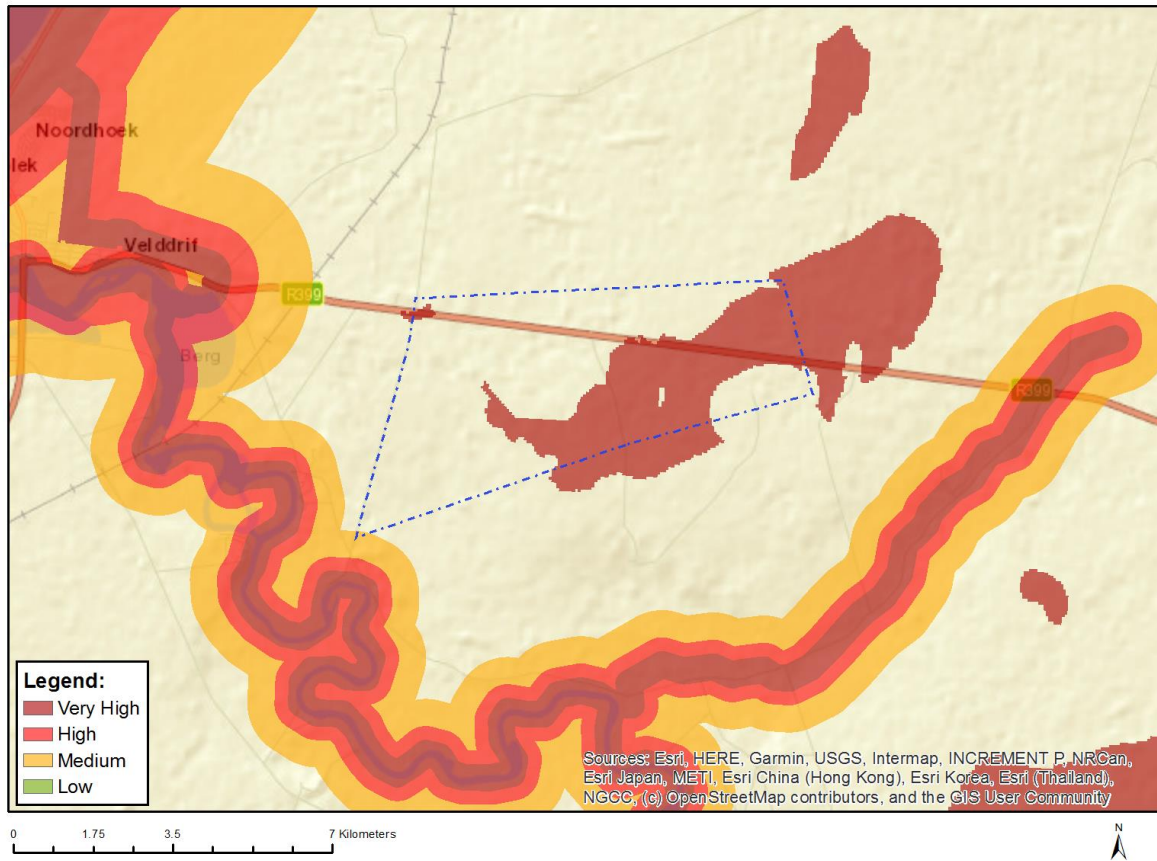 Noordhoek
lek
Velddrif
R399
Berg
R399
Legend:
Very High
High
Medium
Low
Sources: Esri, HERE, Garmin, USGS, Intermap, INCREMENT P, NRCan,
Esri Japan, METI, Esri China (Hong Kong), Esri Korea, Esri (Thailand),
NGCC, (c) OpenStreetMap contributors, and the GIS User Community
0 1.75 3.5 7 Kilometers
N